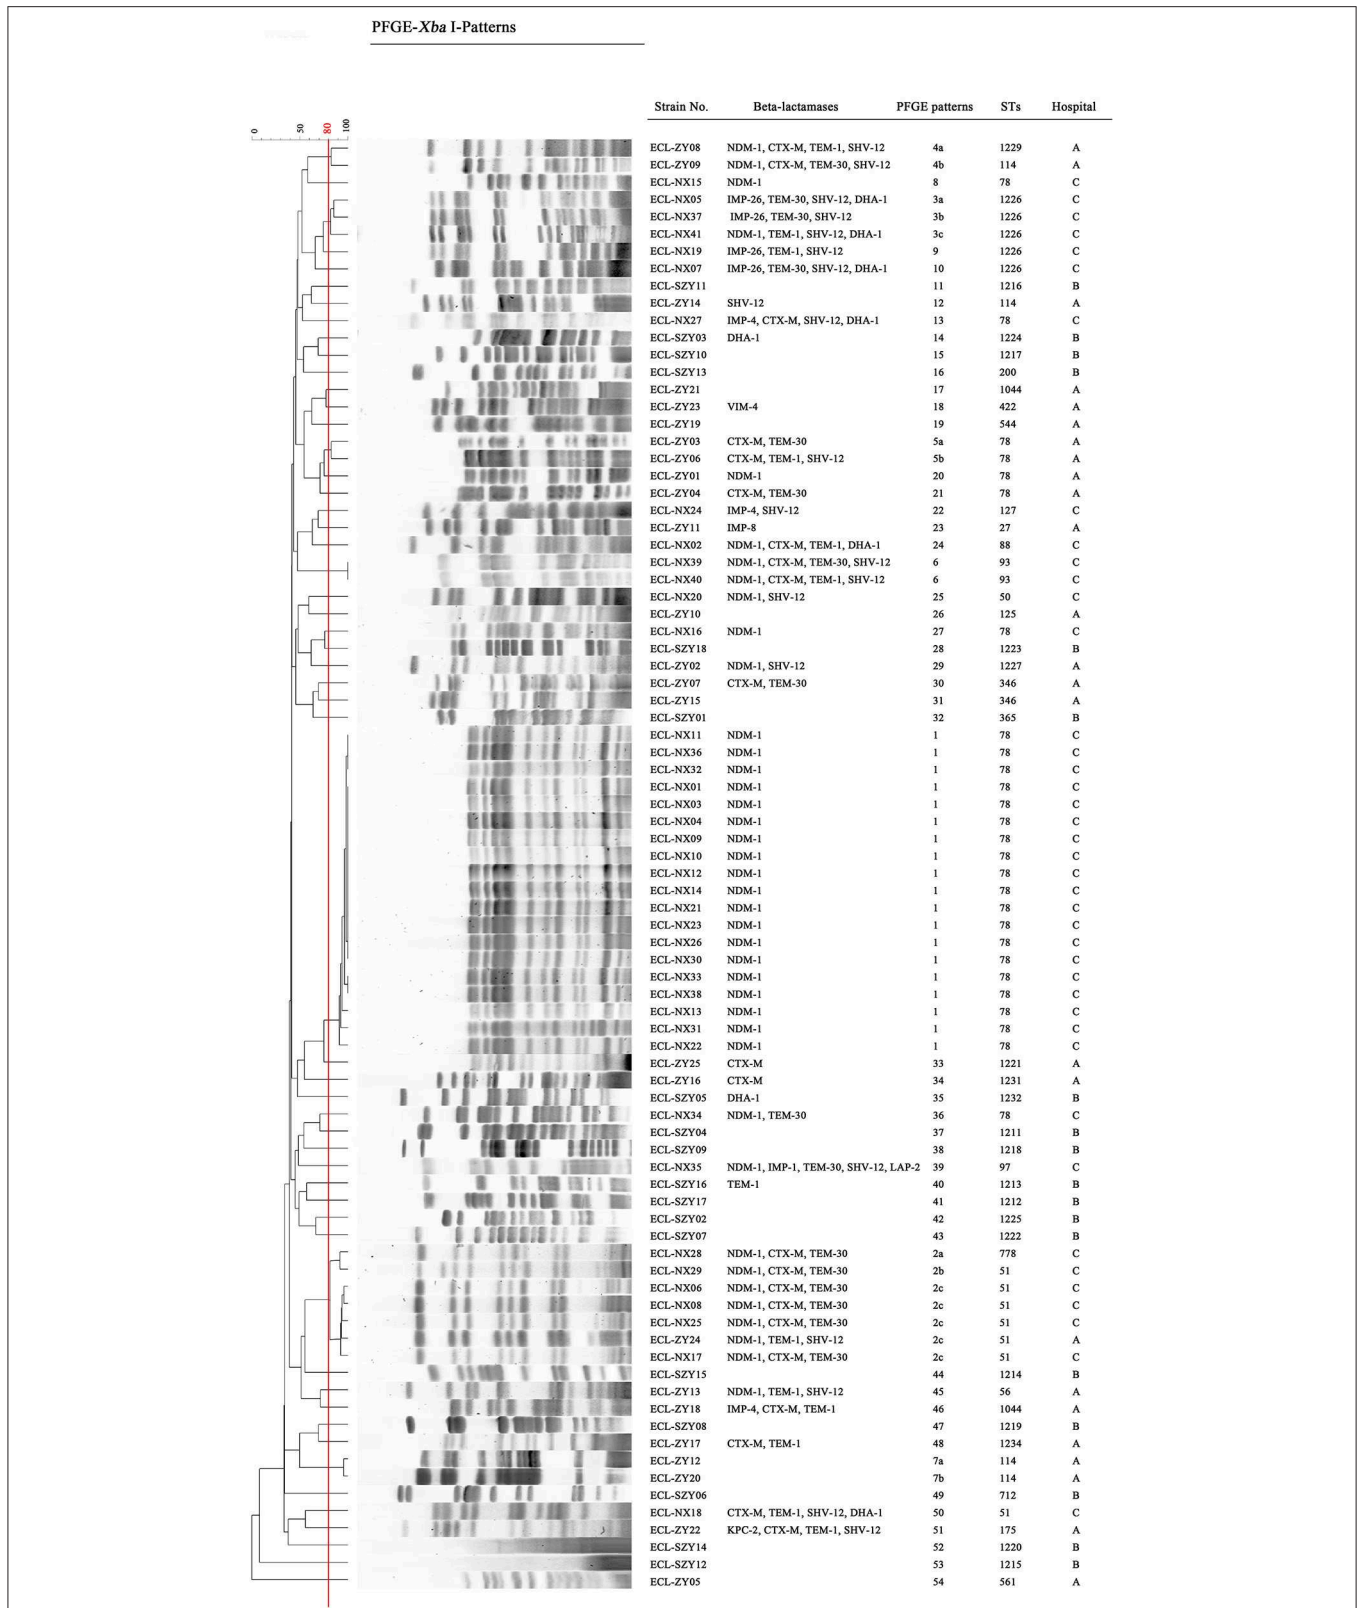 PFGE-Xba I-Patterns
0 50 80 100
Strain No. Beta-lactamases PFGE patterns STs Hospital
ECL-ZY08 NDM-1, CTX-M, TEM-1, SHV-12 4a 1229 A
ECL-ZY09 NDM-1, CTX-M, TEM-30, SHV-12 4b 114 A
ECL-NX15 NDM-1 8 78 C
ECL-NX05 IMP-26, TEM-30, SHV-12, DHA-1 3a 1226 C
ECL-NX37 IMP-26, TEM-30, SHV-12 3b 1226 C
ECL-NX41 NDM-1, TEM-1, SHV-12, DHA-1 3c 1226 C
ECL-NX19 IMP-26, TEM-1, SHV-12 9 1226 C
ECL-NX07 IMP-26, TEM-30, SHV-12, DHA-1 10 1226 C
ECL-SZY11 11 1216 B
ECL-ZY14 SHV-12 12 114 A
ECL-NX27 IMP-4, CTX-M, SHV-12, DHA-1 13 78 C
ECL-SZY03 DHA-1 14 1224 B
ECL-SZY10 15 1217 B
ECL-SZY13 16 200 B
ECL-ZY21 17 1044 A
ECL-ZY23 VIM-4 18 422 A
ECL-ZY19 19 544 A
ECL-ZY03 CTX-M, TEM-30 5a 78 A
ECL-ZY06 CTX-M, TEM-1, SHV-12 5b 78 A
ECL-ZY01 NDM-1 20 78 A
ECL-ZY04 CTX-M, TEM-30 21 78 A
ECL-NX24 IMP-4, SHV-12 22 127 C
ECL-ZY11 IMP-8 23 27 A
ECL-NX02 NDM-1, CTX-M, TEM-1, DHA-1 24 88 C
ECL-NX39 NDM-1, CTX-M, TEM-30, SHV-12 6 93 C
ECL-NX40 NDM-1, CTX-M, TEM-1, SHV-12 6 93 C
ECL-NX20 NDM-1, SHV-12 25 50 C
ECL-ZY10 26 125 A
ECL-NX16 NDM-1 27 78 C
ECL-SZY18 28 1223 B
ECL-ZY02 NDM-1, SHV-12 29 1227 A
ECL-ZY07 CTX-M, TEM-30 30 346 A
ECL-ZY15 31 346 A
ECL-SZY01 32 365 B
ECL-NX11 NDM-1 1 78 C
ECL-NX36 NDM-1 1 78 C
ECL-NX32 NDM-1 1 78 C
ECL-NX01 NDM-1 1 78 C
ECL-NX03 NDM-1 1 78 C
ECL-NX04 NDM-1 1 78 C
ECL-NX09 NDM-1 1 78 C
ECL-NX10 NDM-1 1 78 C
ECL-NX12 NDM-1 1 78 C
ECL-NX14 NDM-1 1 78 C
ECL-NX21 NDM-1 1 78 C
ECL-NX23 NDM-1 1 78 C
ECL-NX26 NDM-1 1 78 C
ECL-NX30 NDM-1 1 78 C
ECL-NX33 NDM-1 1 78 C
ECL-NX38 NDM-1 1 78 C
ECL-NX13 NDM-1 1 78 C
ECL-NX31 NDM-1 1 78 C
ECL-NX22 NDM-1 1 78 C
ECL-ZY25 CTX-M 33 1221 A
ECL-ZY16 CTX-M 34 1231 A
ECL-SZY05 DHA-1 35 1232 B
ECL-NX34 NDM-1, TEM-30 36 78 C
ECL-SZY04 37 1211 B
ECL-SZY09 38 1218 B
ECL-NX35 NDM-1, IMP-1, TEM-30, SHV-12, LAP-2 39 97 C
ECL-SZY16 TEM-1 40 1213 B
ECL-SZY17 41 1212 B
ECL-SZY02 42 1225 B
ECL-SZY07 43 1222 B
ECL-NX28 NDM-1, CTX-M, TEM-30 2a 778 C
ECL-NX29 NDM-1, CTX-M, TEM-30 2b 51 C
ECL-NX06 NDM-1, CTX-M, TEM-30 2c 51 C
ECL-NX08 NDM-1, CTX-M, TEM-30 2c 51 C
ECL-NX25 NDM-1, CTX-M, TEM-30 2c 51 C
ECL-ZY24 NDM-1, TEM-1, SHV-12 2c 51 A
ECL-NX17 NDM-1, CTX-M, TEM-30 2c 51 C
ECL-SZY15 44 1214 B
ECL-ZY13 NDM-1, TEM-1, SHV-12 45 56 A
ECL-ZY18 IMP-4, CTX-M, TEM-1 46 1044 A
ECL-SZY08 47 1219 B
ECL-ZY17 CTX-M, TEM-1 48 1234 A
ECL-ZY12 7a 114 A
ECL-ZY20 7b 114 A
ECL-SZY06 49 712 B
ECL-NX18 CTX-M, TEM-1, SHV-12, DHA-1 50 51 C
ECL-ZY22 KPC-2, CTX-M, TEM-1, SHV-12 51 175 A
ECL-SZY14 52 1220 B
ECL-SZY12 53 1215 B
ECL-ZY05 54 561 A